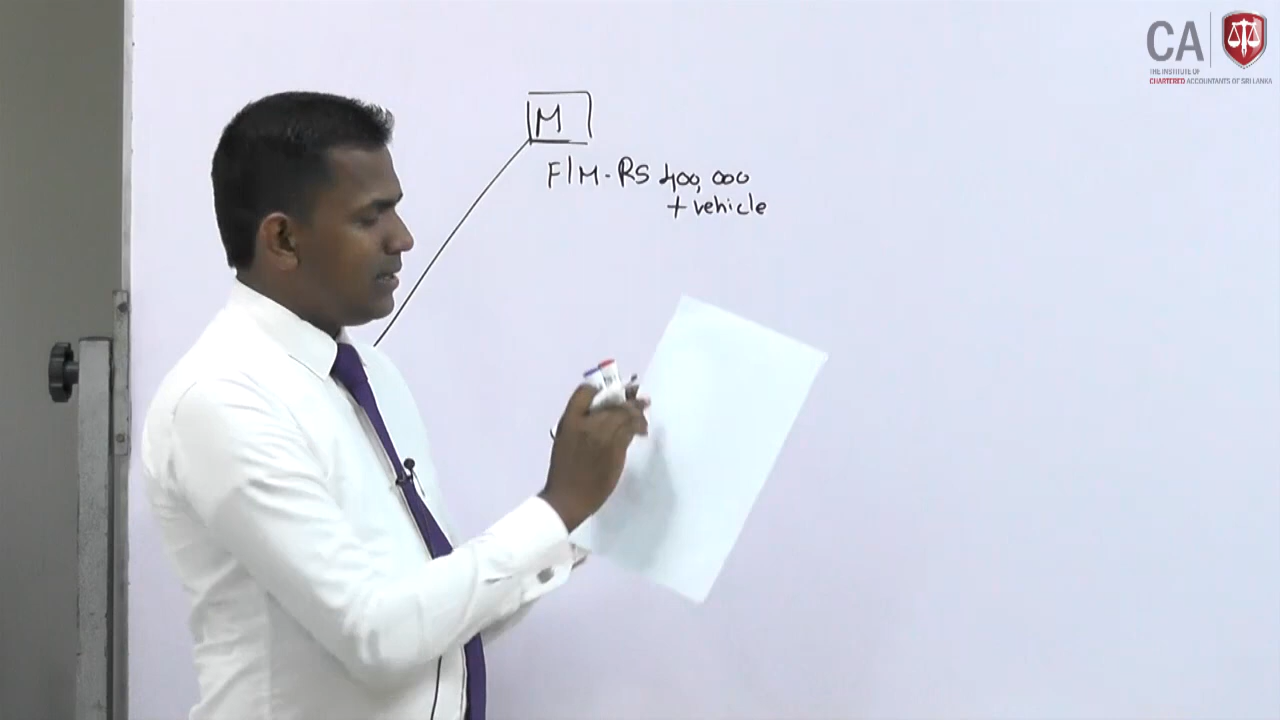 CA
THE INSTITUTE OF
CHARTERED ACCOUNTANTS OF SRI LANKA
M
F/M - RS 400,000
+ vehicle